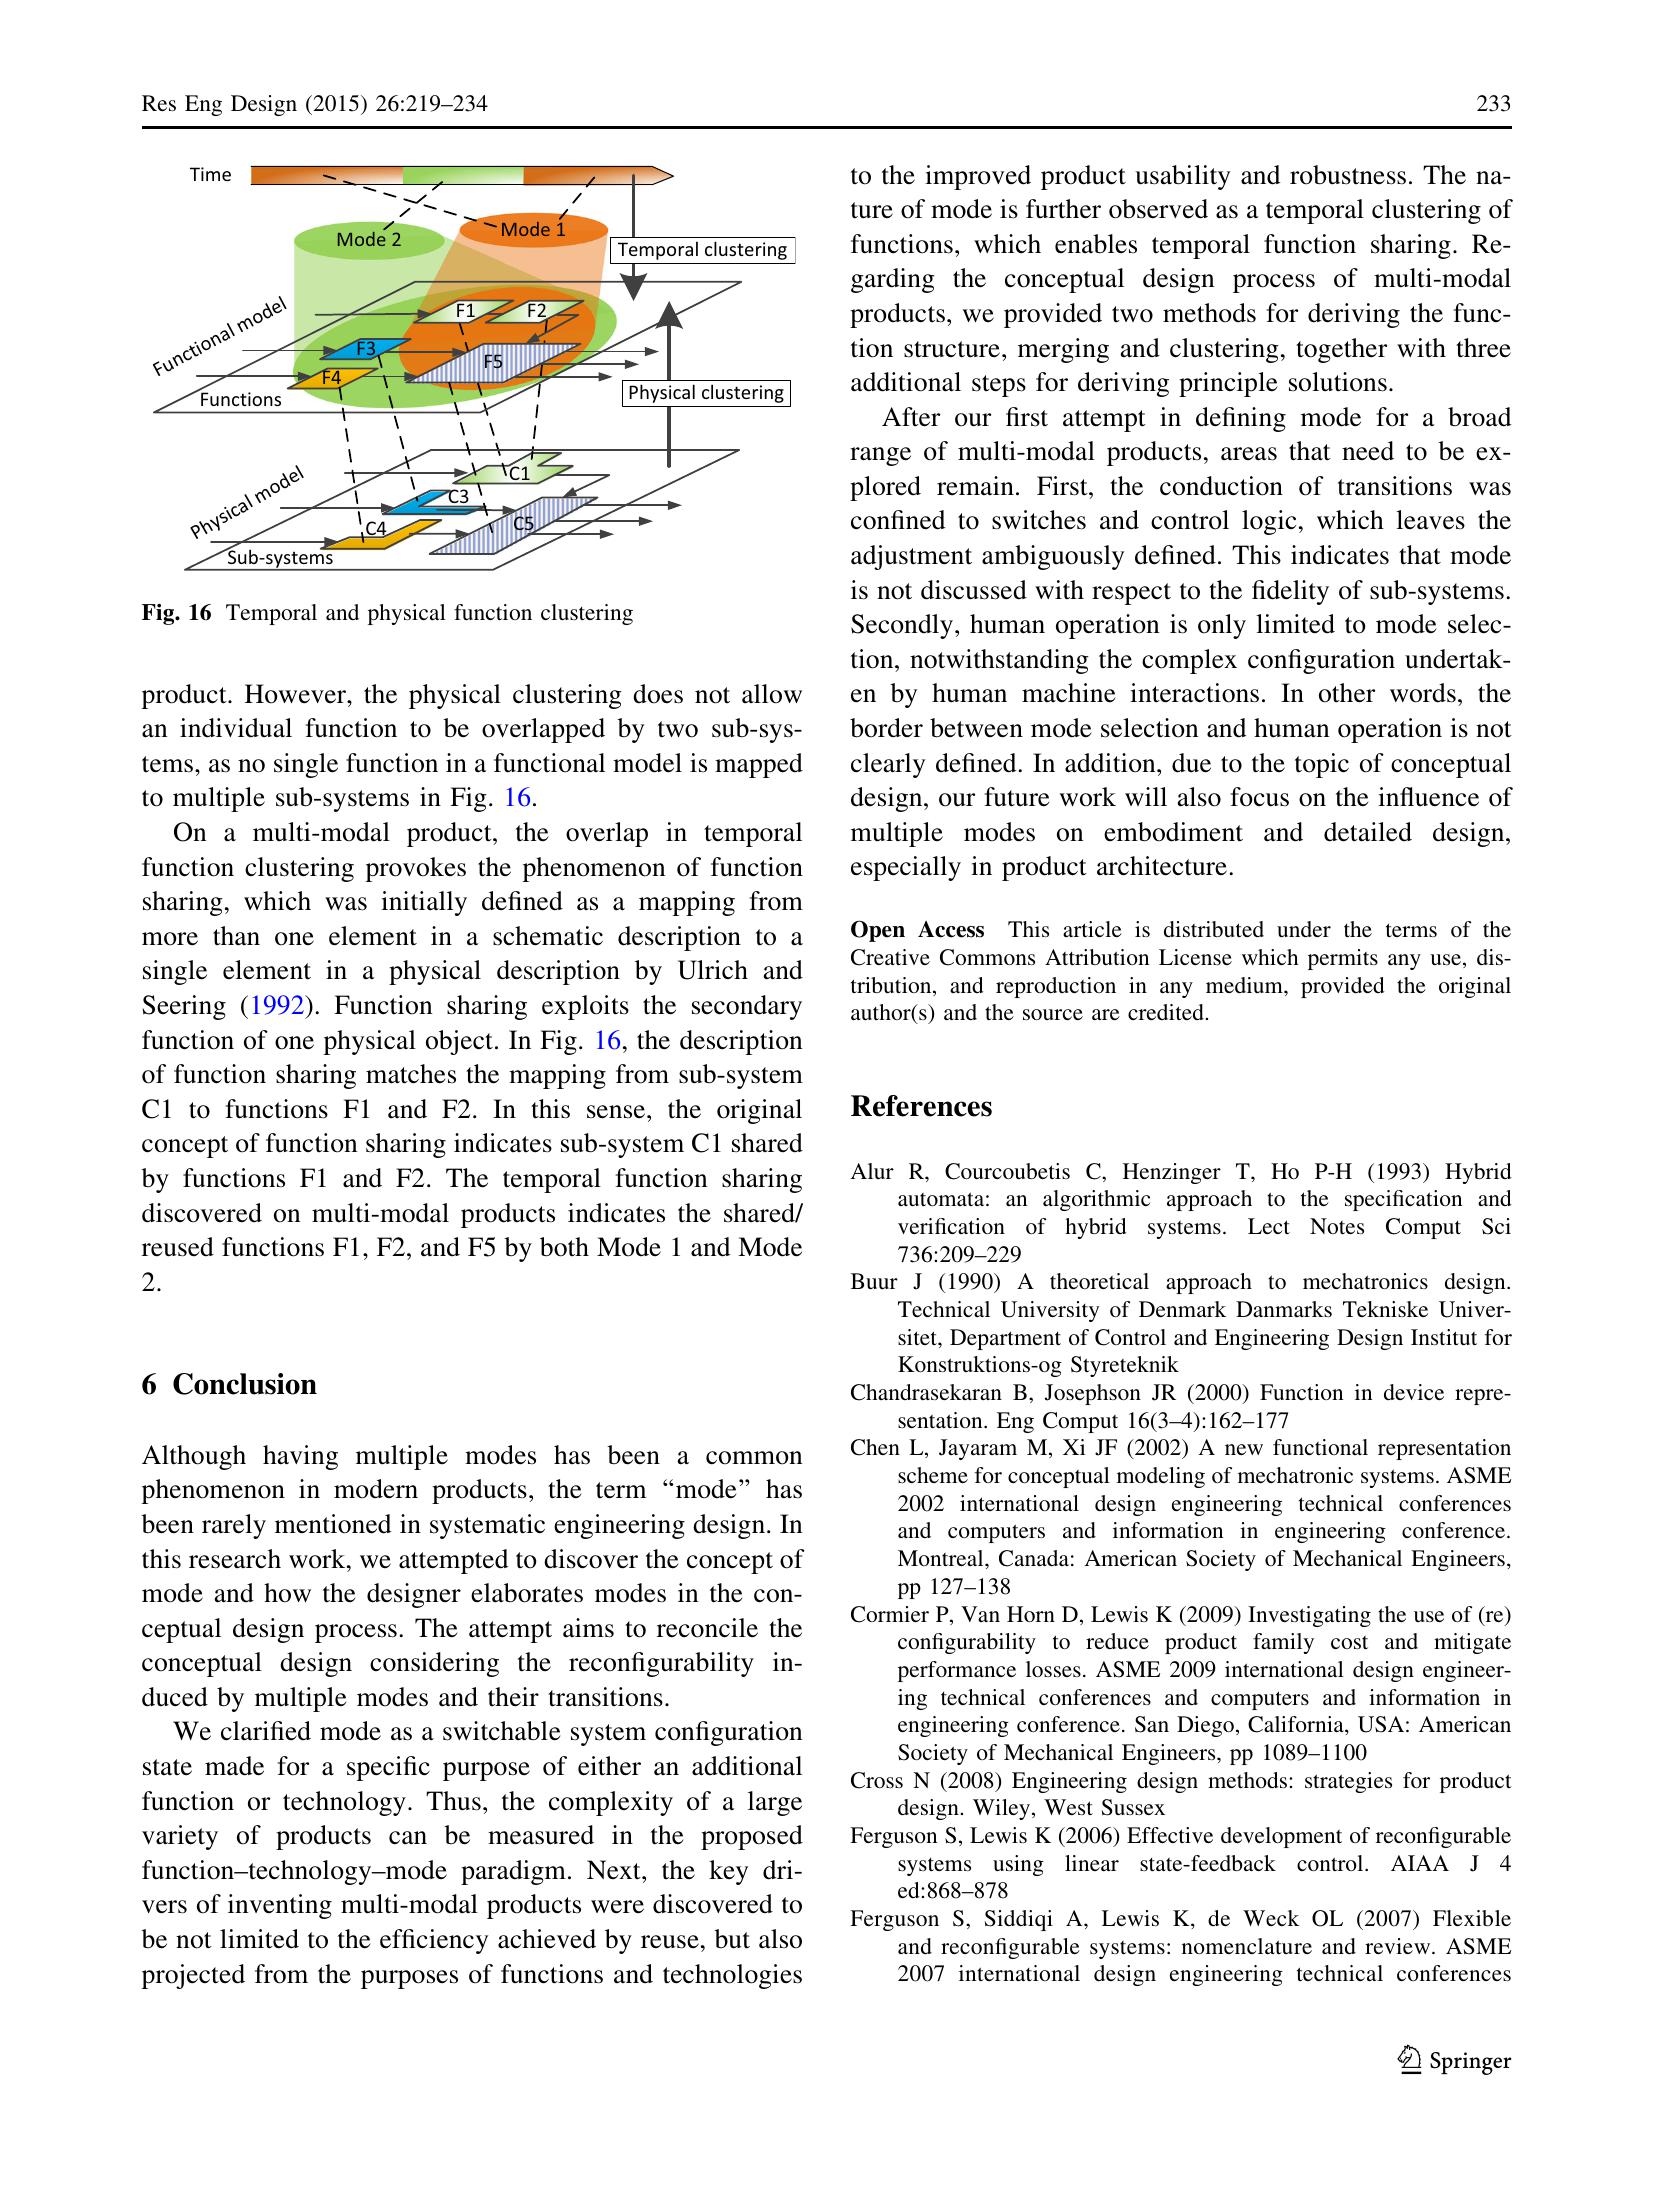 Res Eng Design (2015) 26:219–234
233
Time
Mode 2
Mode 1
Temporal clustering
Functional model
F1
F2
F3
F5
F4
Functions
Physical clustering
Physical model
C1
C3
C4
C5
Sub-systems
Fig. 16 Temporal and physical function clustering
product. However, the physical clustering does not allow
an individual function to be overlapped by two sub-sys-
tems, as no single function in a functional model is mapped
to multiple sub-systems in Fig. 16.
On a multi-modal product, the overlap in temporal
function clustering provokes the phenomenon of function
sharing, which was initially defined as a mapping from
more than one element in a schematic description to a
single element in a physical description by Ulrich and
Seering (1992). Function sharing exploits the secondary
function of one physical object. In Fig. 16, the description
of function sharing matches the mapping from sub-system
C1 to functions F1 and F2. In this sense, the original
concept of function sharing indicates sub-system C1 shared
by functions F1 and F2. The temporal function sharing
discovered on multi-modal products indicates the shared/
reused functions F1, F2, and F5 by both Mode 1 and Mode
2.
6 Conclusion
Although having multiple modes has been a common
phenomenon in modern products, the term “mode” has
been rarely mentioned in systematic engineering design. In
this research work, we attempted to discover the concept of
mode and how the designer elaborates modes in the con-
ceptual design process. The attempt aims to reconcile the
conceptual design considering the reconfigurability in-
duced by multiple modes and their transitions.
We clarified mode as a switchable system configuration
state made for a specific purpose of either an additional
function or technology. Thus, the complexity of a large
variety of products can be measured in the proposed
function–technology–mode paradigm. Next, the key dri-
vers of inventing multi-modal products were discovered to
be not limited to the efficiency achieved by reuse, but also
projected from the purposes of functions and technologies
to the improved product usability and robustness. The na-
ture of mode is further observed as a temporal clustering of
functions, which enables temporal function sharing. Re-
garding the conceptual design process of multi-modal
products, we provided two methods for deriving the func-
tion structure, merging and clustering, together with three
additional steps for deriving principle solutions.
After our first attempt in defining mode for a broad
range of multi-modal products, areas that need to be ex-
plored remain. First, the conduction of transitions was
confined to switches and control logic, which leaves the
adjustment ambiguously defined. This indicates that mode
is not discussed with respect to the fidelity of sub-systems.
Secondly, human operation is only limited to mode selec-
tion, notwithstanding the complex configuration undertak-
en by human machine interactions. In other words, the
border between mode selection and human operation is not
clearly defined. In addition, due to the topic of conceptual
design, our future work will also focus on the influence of
multiple modes on embodiment and detailed design,
especially in product architecture.
Open Access This article is distributed under the terms of the
Creative Commons Attribution License which permits any use, dis-
tribution, and reproduction in any medium, provided the original
author(s) and the source are credited.
References
Alur R, Courcoubetis C, Henzinger T, Ho P-H (1993) Hybrid
automata: an algorithmic approach to the specification and
verification of hybrid systems. Lect Notes Comput Sci
736:209–229
Buur J (1990) A theoretical approach to mechatronics design.
Technical University of Denmark Danmarks Tekniske Univer-
sitet, Department of Control and Engineering Design Institut for
Konstruktions-og Styreteknik
Chandrasekaran B, Josephson JR (2000) Function in device repre-
sentation. Eng Comput 16(3–4):162–177
Chen L, Jayaram M, Xi JF (2002) A new functional representation
scheme for conceptual modeling of mechatronic systems. ASME
2002 international design engineering technical conferences
and computers and information in engineering conference.
Montreal, Canada: American Society of Mechanical Engineers,
pp 127–138
Cormier P, Van Horn D, Lewis K (2009) Investigating the use of (re)
configurability to reduce product family cost and mitigate
performance losses. ASME 2009 international design engineer-
ing technical conferences and computers and information in
engineering conference. San Diego, California, USA: American
Society of Mechanical Engineers, pp 1089–1100
Cross N (2008) Engineering design methods: strategies for product
design. Wiley, West Sussex
Ferguson S, Lewis K (2006) Effective development of reconfigurable
systems using linear state-feedback control. AIAA J 4
ed:868–878
Ferguson S, Siddiqi A, Lewis K, de Weck OL (2007) Flexible
and reconfigurable systems: nomenclature and review. ASME
2007 international design engineering technical conferences
Springer